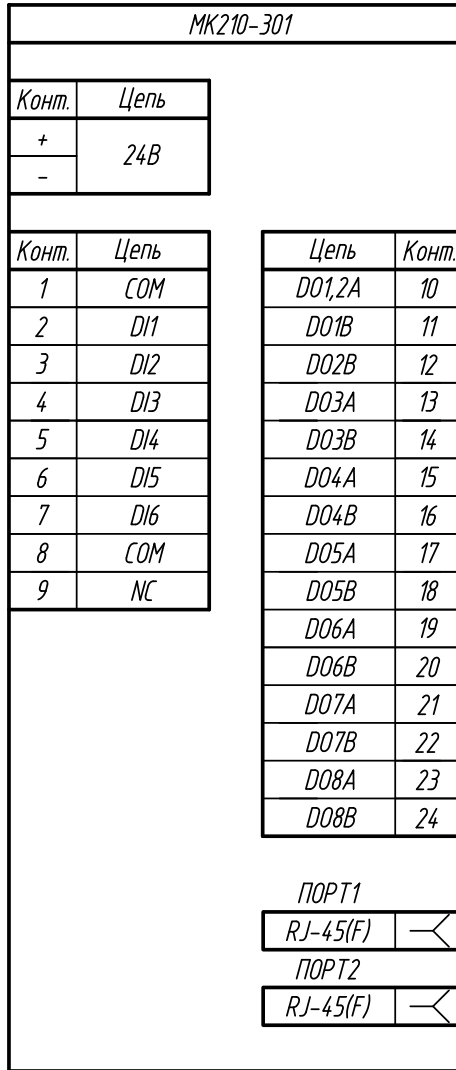 МК210-301
Конт. Цепь
+ 24В
-
Конт. Цепь
1 COM
2 DI1
3 DI2
4 DI3
5 DI4
6 DI5
7 DI6
8 COM
9 NC
Цепь Конт.
DO1,2A 10
DO1B 11
DO2B 12
DO3A 13
DO3B 14
DO4A 15
DO4B 16
DO5A 17
DO5B 18
DO6A 19
DO6B 20
DO7A 21
DO7B 22
DO8A 23
DO8B 24
ПОРТ1
RJ-45(F)
ПОРТ2
RJ-45(F)